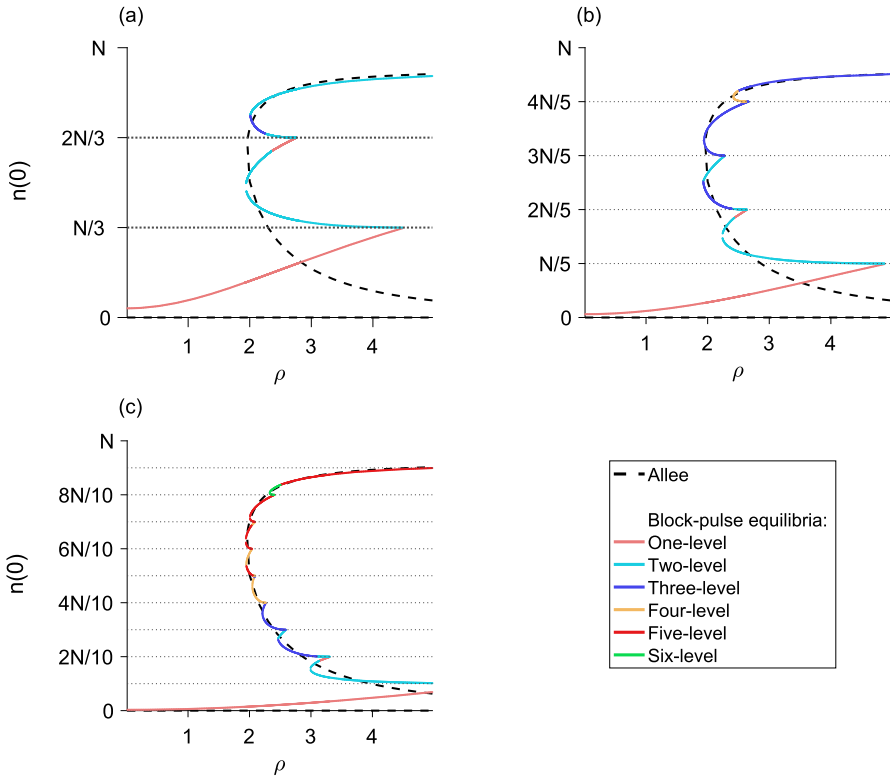 (a)
N
2N/3
N/3
0
n(0)
1 2 3 4
ρ
(b)
N
4N/5
3N/5
2N/5
N/5
0
n(0)
1 2 3 4
ρ
(c)
N
8N/10
6N/10
4N/10
2N/10
0
n(0)
1 2 3 4
ρ
Allee
Block-pulse equilibria:
One-level
Two-level
Three-level
Four-level
Five-level
Six-level